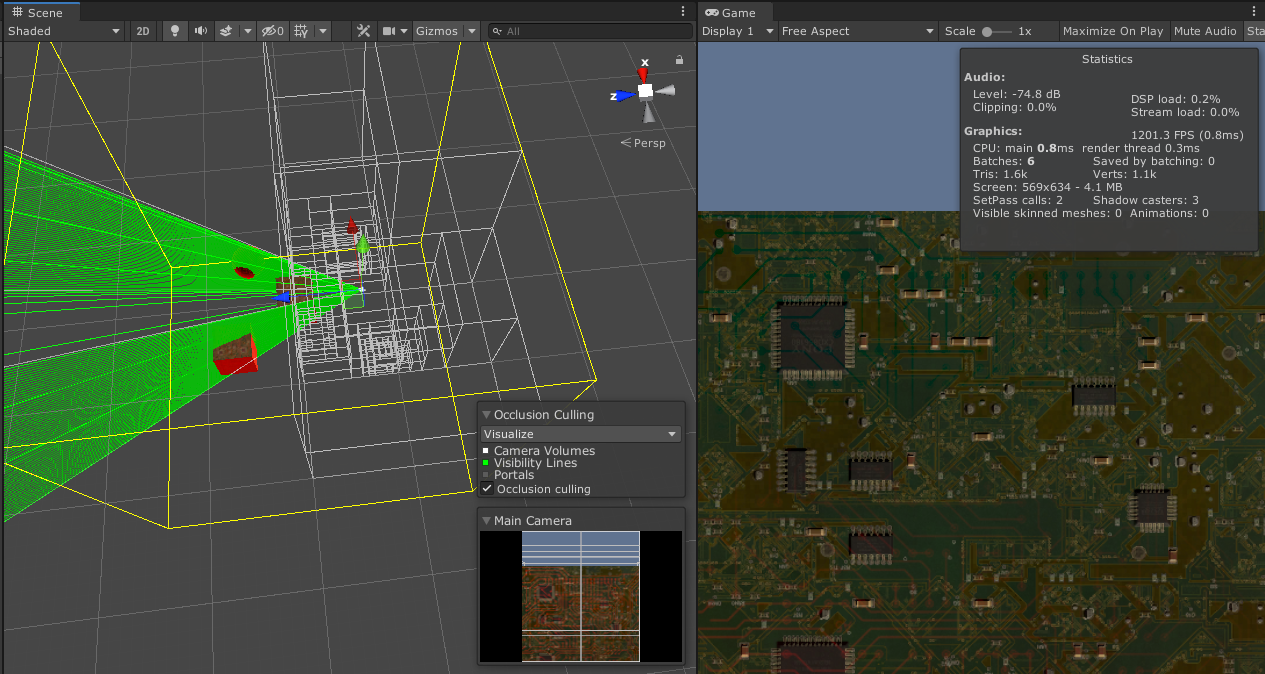 Scene
Shaded
2D
0
Gizmos
All
x
z
Persp
Occlusion Culling
Visualize
Camera Volumes
Visibility Lines
Portals
Occlusion culling
Main Camera
Game
Display 1
Free Aspect
Scale
1x
Maximize On Play
Mute Audio
Sta
Statistics
Audio:
Level: -74.8 dB
DSP load: 0.2%
Clipping: 0.0%
Stream load: 0.0%
Graphics:
1201.3 FPS (0.8ms)
CPU: main 0.8ms render thread 0.3ms
Batches: 6 Saved by batching: 0
Tris: 1.6k Verts: 1.1k
Screen: 569x634 - 4.1 MB
SetPass calls: 2 Shadow casters: 3
Visible skinned meshes: 0 Animations: 0